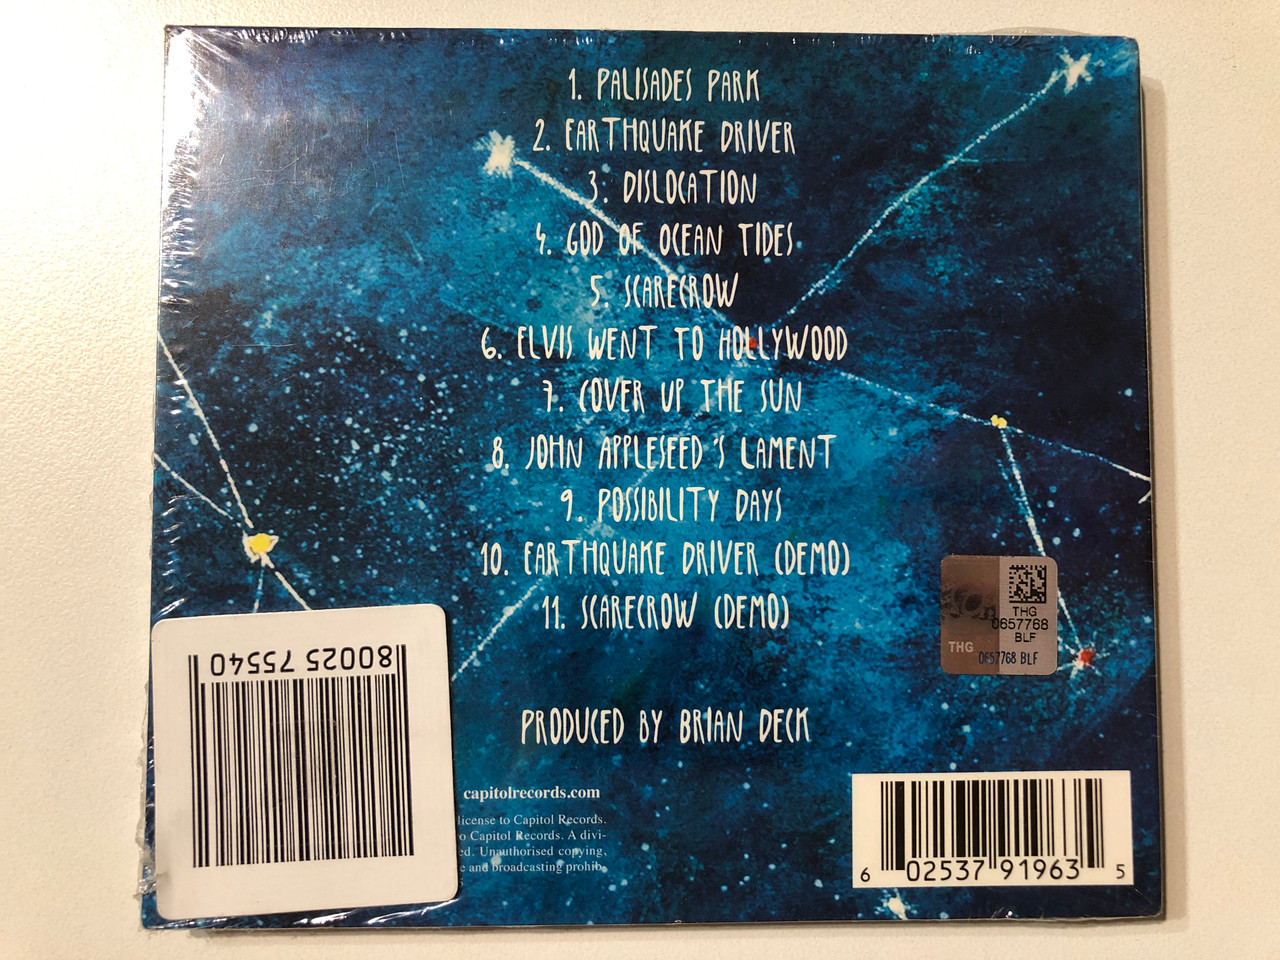 1. PALISADES PARK
2. EARTHQUAKE DRIVER
3. DISLOCATION
4. GOD OF OCEAN TIDES
5. SCARECROW
6. ELVIS WENT TO HOLLYWOOD
7. COVER UP THE SUN
8. JOHN APPLESEED'S LAMENT
9. POSSIBILITY DAYS
10. EARTHQUAKE DRIVER (DEMO)
11. SCARECROW (DEMO)
THG
0657768
BLF
THG
0657768 BLF
80025 75540
PRODUCED BY BRIAN DECK
capitolrecords.com
license to Capitol Records.
o Capitol Records. A divi-
ed. Unauthorised copying,
e and broadcasting prohib-
6 02537 91963 5